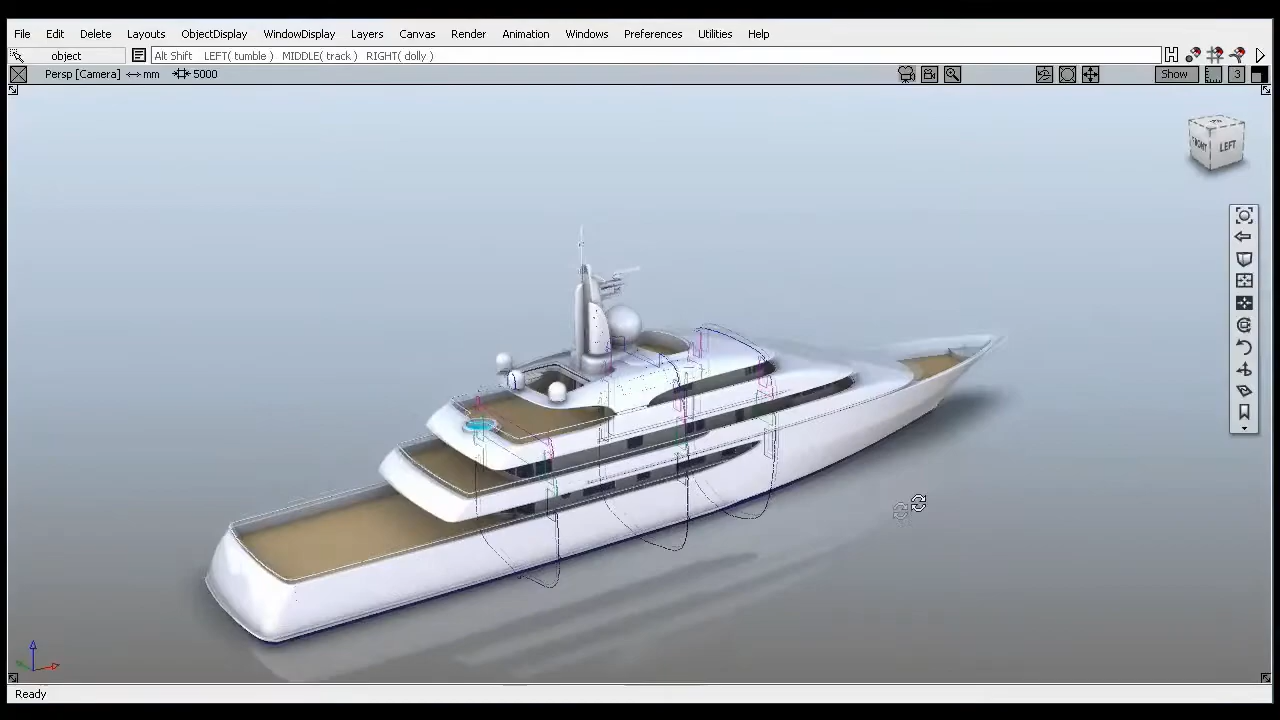 File Edit Delete Layouts ObjectDisplay WindowDisplay Layers Canvas Render Animation Windows Preferences Utilities Help
object Alt Shift LEFT( tumble ) MIDDLE( track ) RIGHT( dolly )
Persp [Camera] mm 5000 Show 3
FRONT LEFT
Ready